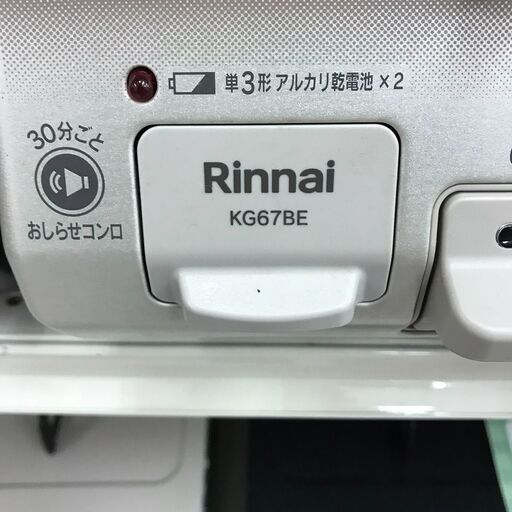 単3形アルカリ乾電池×2
30分ごと
おしらせコンロ
Rinnai
KG67BE